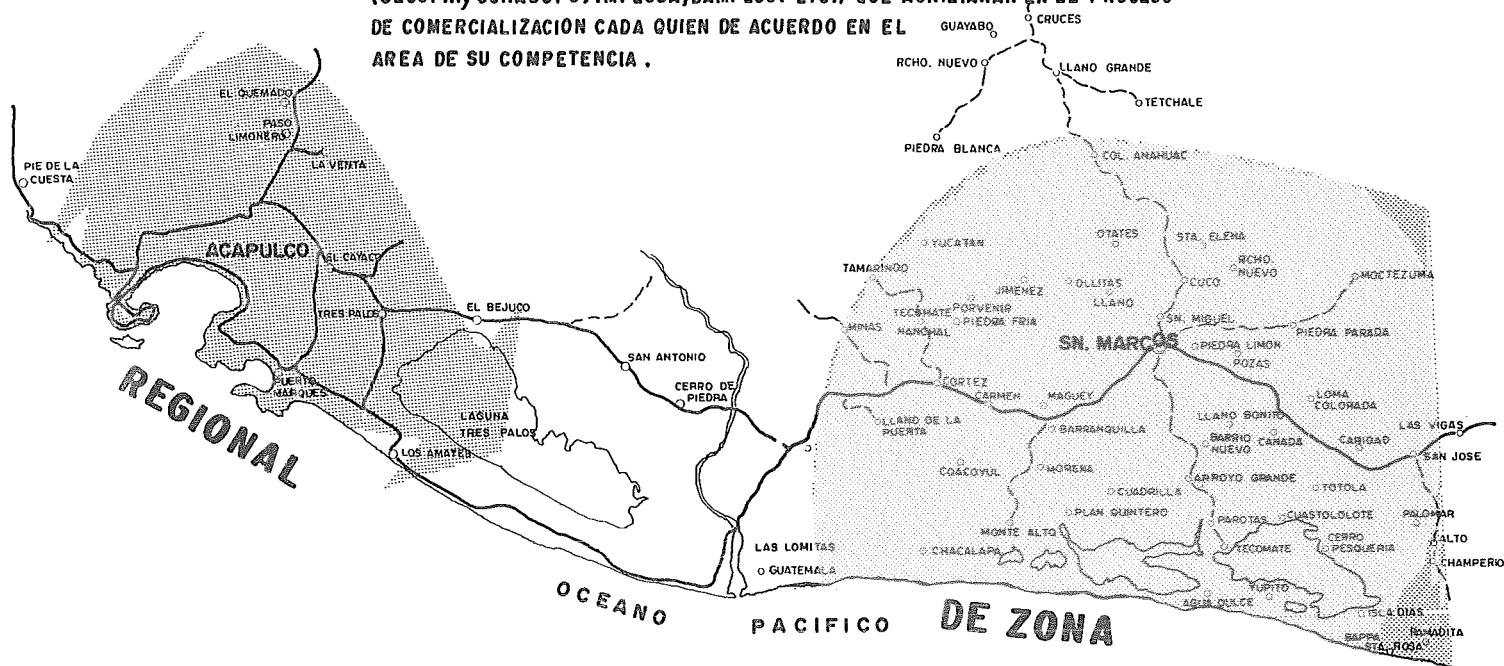 DE COMERCIALIZACION CADA QUIEN DE ACUERDO EN EL
AREA DE SU COMPETENCIA .
GUAYABO
CRUCES
RCHO. NUEVO
LLANO GRANDE
TETCHALE
PIEDRA BLANCA
COL. ANAHUAC
EL QUEMADO
PASO
LIMONERO
LA VENTA
PIE DE LA
CUESTA
ACAPULCO
EL CAYACO
TRES PALOS
EL BEJUCO
PUERTO
MARQUES
LAGUNA
TRES PALOS
LOS AMATES
REGIONAL
SAN ANTONIO
CERRO DE
PIEDRA
YUCATAN
OTATES
STA. ELENA
RCHO.
NUEVO
TAMARINDO
MOCTEZUMA
JIMENEZ
OLLITAS
CUCO
LLANO
TECOMATE
PORVENIR
PIEDRA FRIA
SN. MIGUEL
MINAS
NANCHAL
PIEDRA PARADA
SN. MARCOS
PIEDRA LIMON
POZAS
CORTEZ
CARMEN
MAGUEY
LOMA
COLORADA
LLANO DE LA
PUERTA
BARRANQUILLA
LLANO BONITO
CAÑADA
BARRIO
NUEVO
CARIDAD
LAS VIGAS
SAN JOSE
COACOYUL
MORENA
ARROYO GRANDE
CUADRILLA
TOTOLA
PLAN QUINTERO
PAROTAS
CUASTOLOLOTE
PALOMAR
MONTE ALTO
CHACALAPA
TECOMATE
CERRO
PESQUERIA
ALTO
CHAMPERIO
LAS LOMITAS
GUATEMALA
AGUA DULCE
YUPITO
ISLA DIAS
RAMADITA
BAPPA
STA. ROSA
OCEANO
PACIFICO
DE ZONA